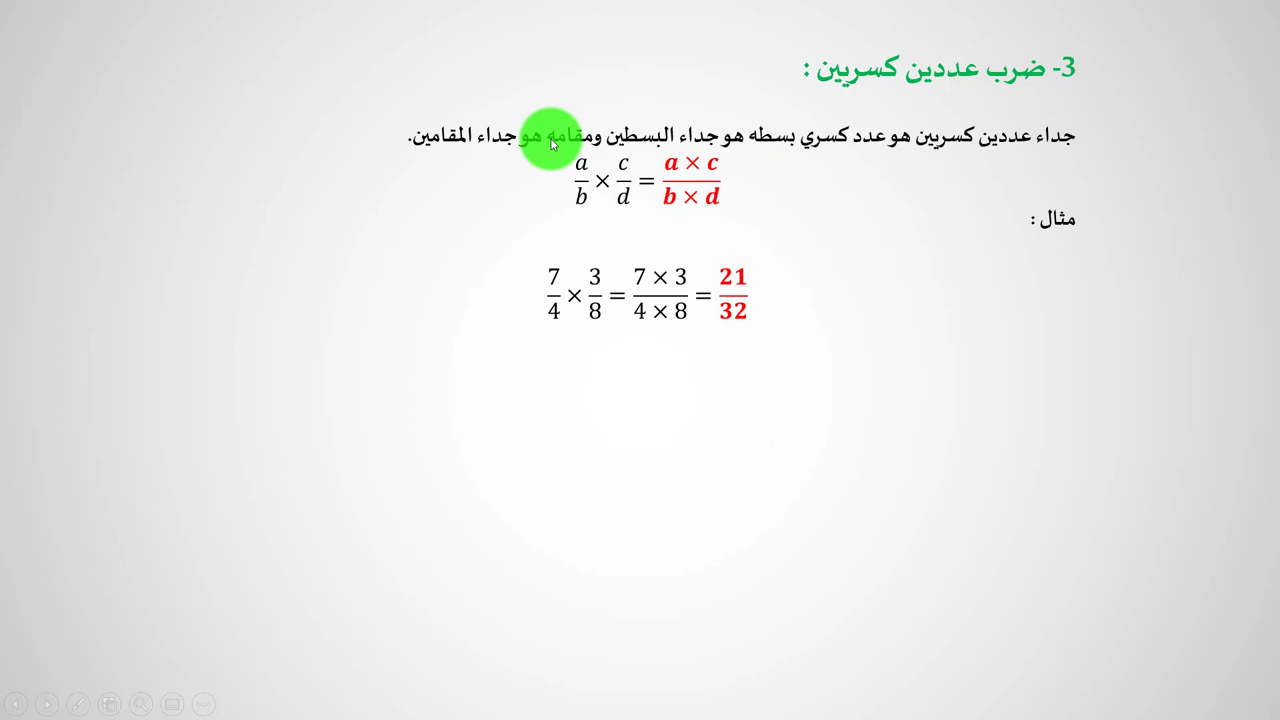 3- ضرب عددين كسريين :
جداء عددين كسريين هو عدد كسري بسطه هو جداء البسطين ومقامه هو جداء المقامين.
a/b × c/d = a × c/b × d
مثال :
7/4 × 3/8 = 7 × 3/4 × 8 = 21/32